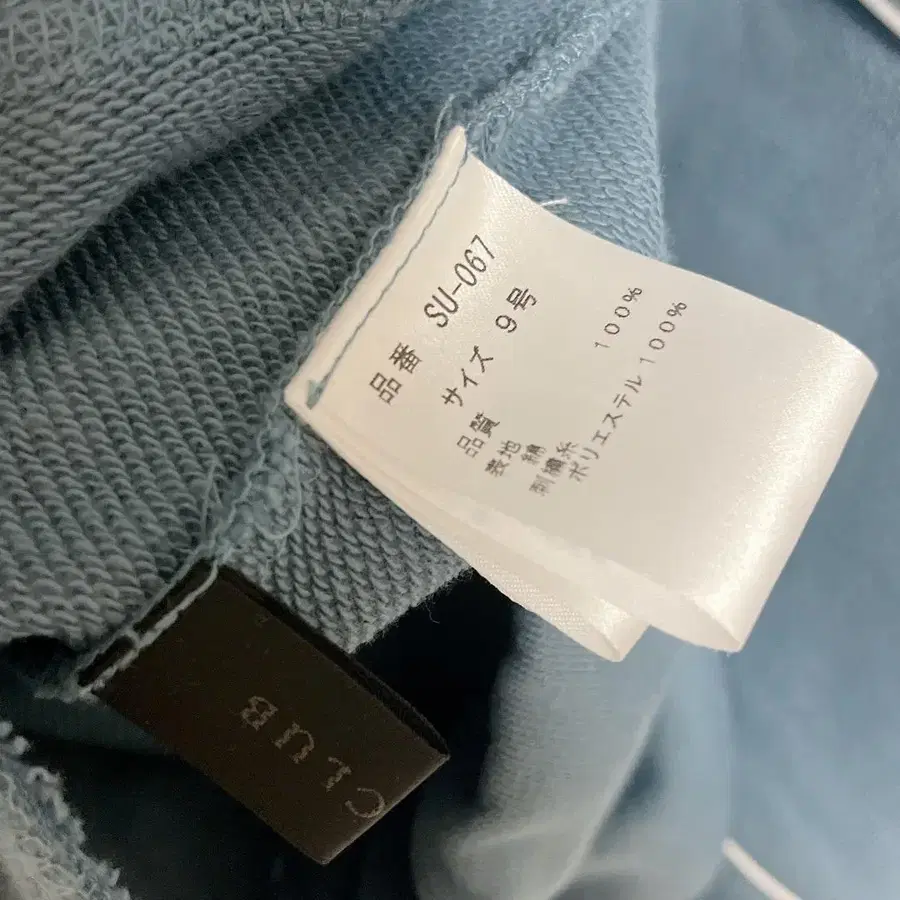 品番 SU-067
サイズ 9号
品質
表地 綿 100%
刺繍糸
ポリエステル100%
CLUB